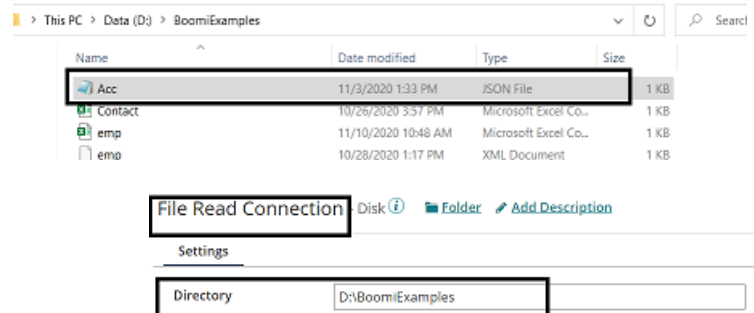 This PC > Data (D:) > BoomiExamples Searc
Name Date modified Type Size
Acc 11/3/2020 1:33 PM JSON File 1 KB
Contact 10/26/2020 3:57 PM Microsoft Excel Co... 1 KB
emp 11/10/2020 10:48 AM Microsoft Excel Co... 1 KB
emp 10/28/2020 1:17 PM XML Document 1 KB
File Read Connection - Disk Folder Add Description
Settings
Directory D:\BoomiExamples